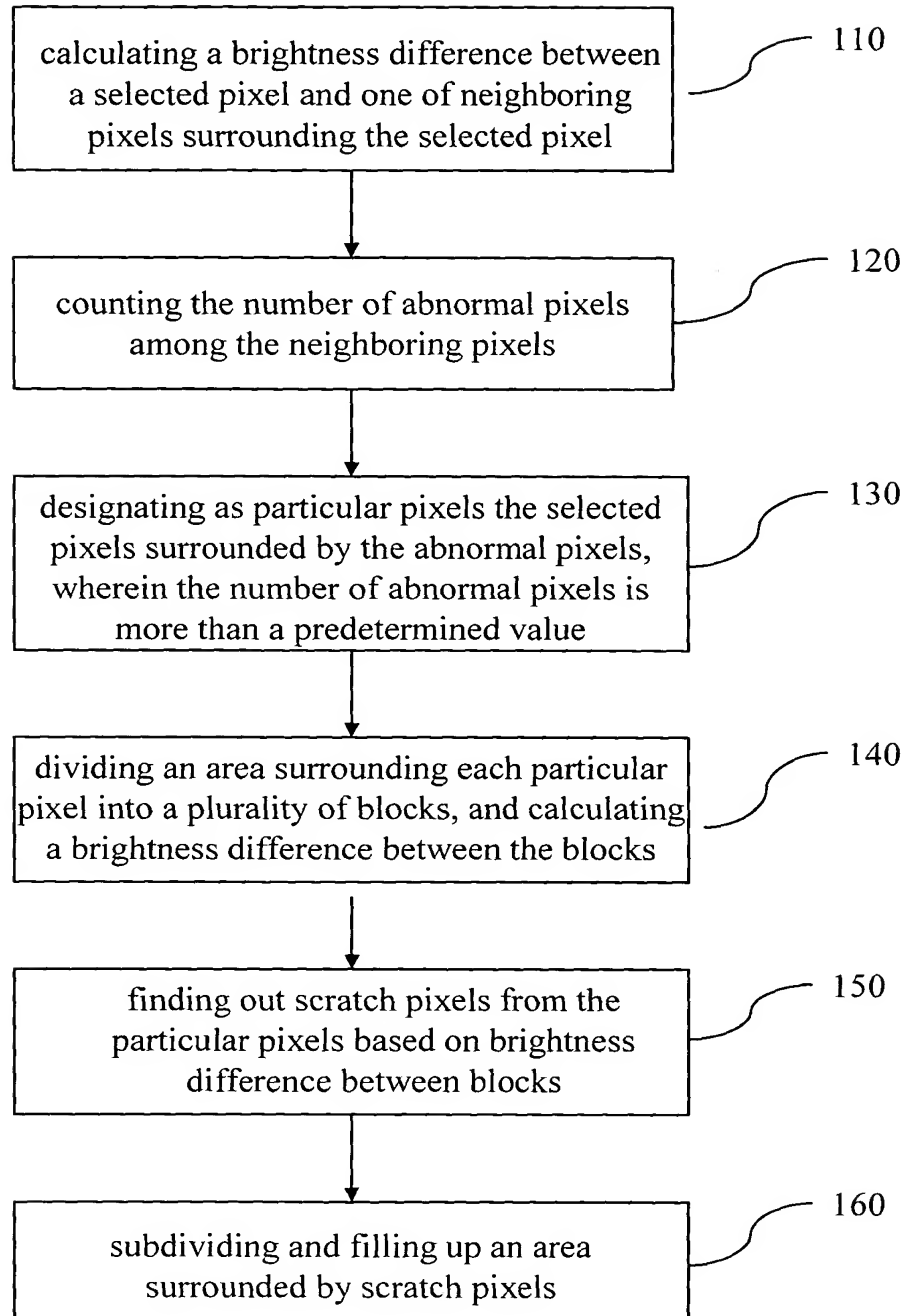 calculating a brightness difference between
a selected pixel and one of neighboring
pixels surrounding the selected pixel
110
counting the number of abnormal pixels
among the neighboring pixels
120
designating as particular pixels the selected
pixels surrounded by the abnormal pixels,
wherein the number of abnormal pixels is
more than a predetermined value
130
dividing an area surrounding each particular
pixel into a plurality of blocks, and calculating
a brightness difference between the blocks
140
finding out scratch pixels from the
particular pixels based on brightness
difference between blocks
150
subdividing and filling up an area
surrounded by scratch pixels
160